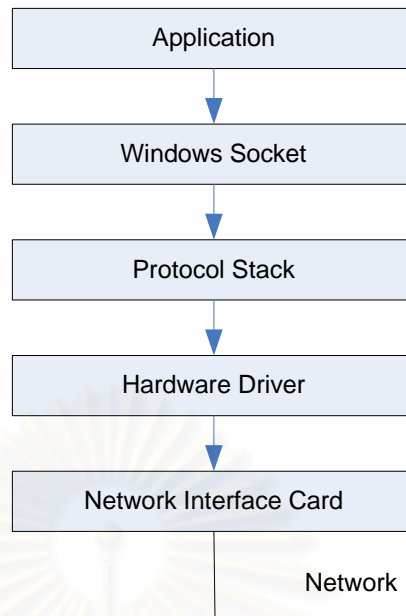 Application
Windows Socket
Protocol Stack
Hardware Driver
Network Interface Card
Network